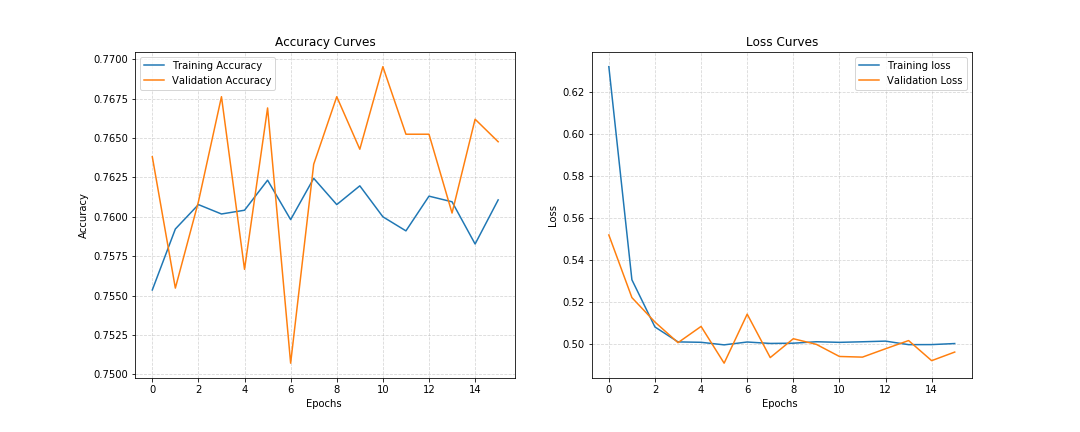 Accuracy Curves
Training Accuracy
Validation Accuracy
0.7700
0.7675
0.7650
0.7625
0.7600
0.7575
0.7550
0.7525
0.7500
Accuracy
0 2 4 6 8 10 12 14
Epochs
Loss Curves
Training loss
Validation Loss
0.62
0.60
0.58
0.56
0.54
0.52
0.50
Loss
0 2 4 6 8 10 12 14
Epochs